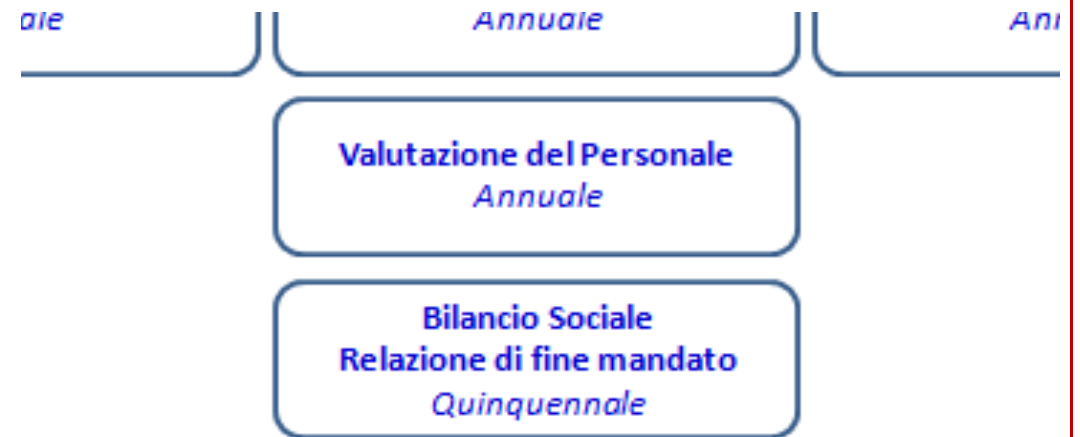 Annuale
Valutazione del Personale
Annuale
Bilancio Sociale
Relazione di fine mandato
Quinquennale